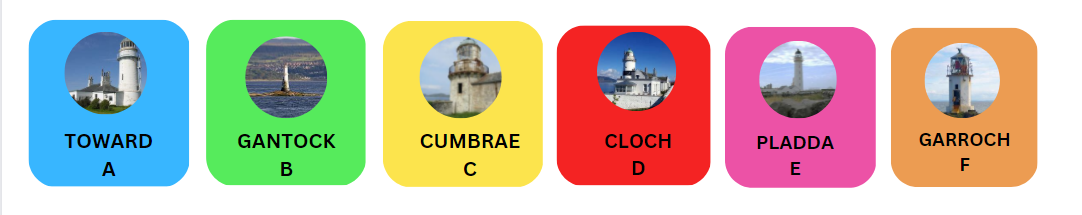 TOWARD
A
GANTOCK
B
CUMBRAE
C
CLOCH
D
PLADDA
E
GARROCH
F